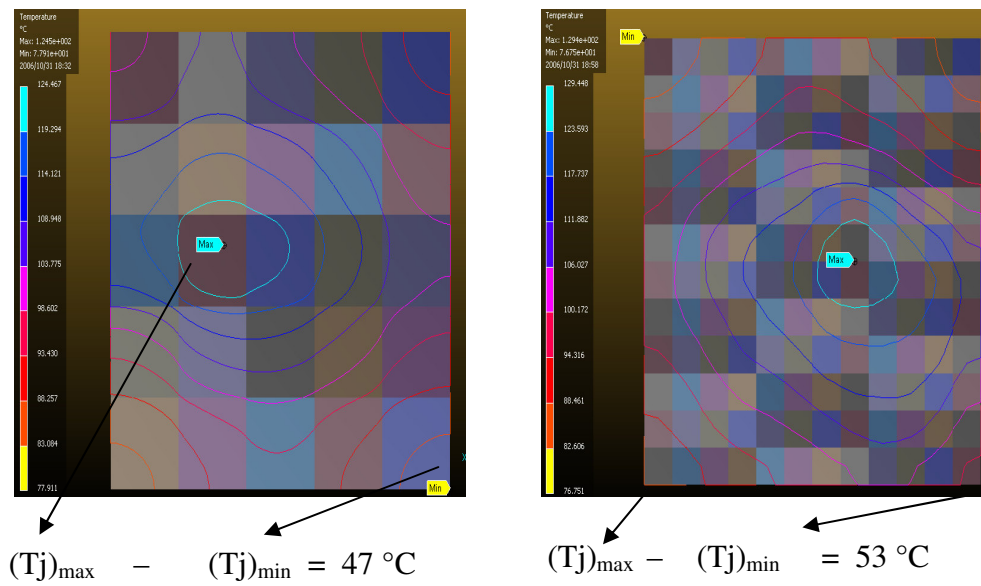 Temperature
°C
Max: 1.245e+002
Min: 7.791e+001
2006/10/31 18:32
124.467
119.294
114.121
108.948
103.775
98.602
93.430
88.257
83.084
77.911
Max
Min
X
(Tj)max – (Tj)min = 47 °C
Temperature
°C
Max: 1.294e+002
Min: 7.675e+001
2006/10/31 18:58
129.448
123.593
117.737
111.882
106.027
100.172
94.316
88.461
82.606
76.751
Min
Max
(Tj)max – (Tj)min = 53 °C